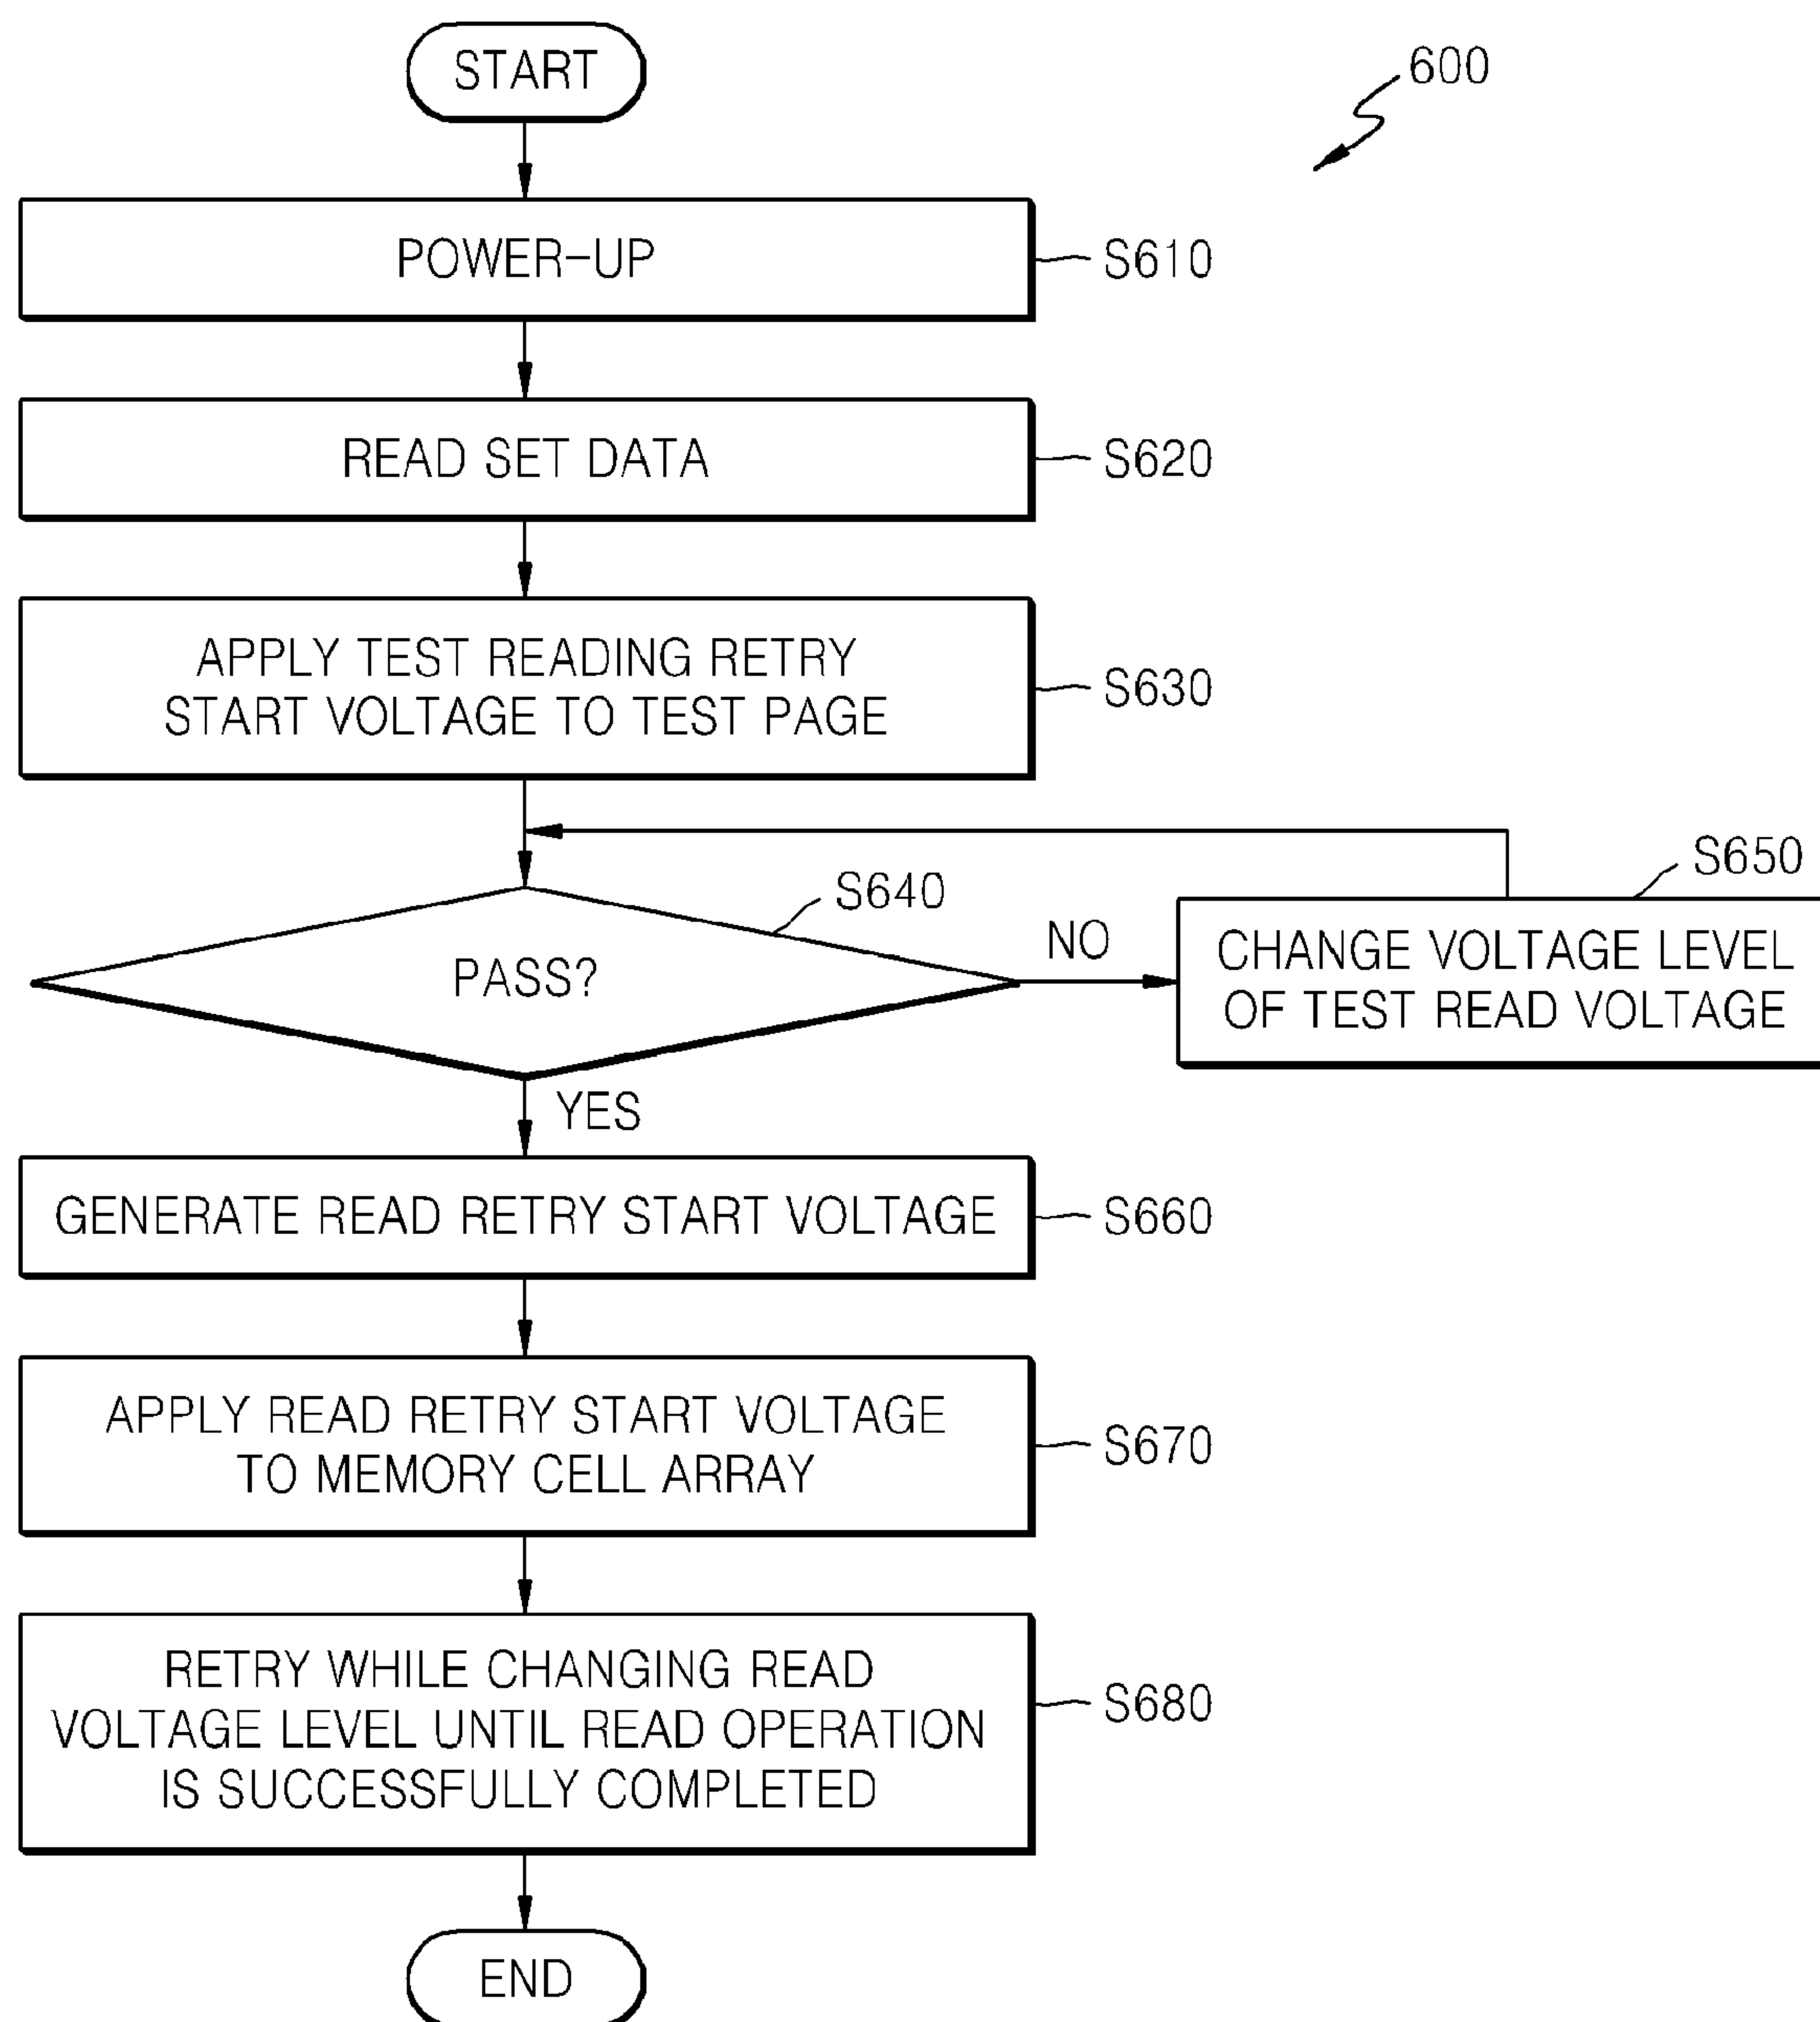 START
600
POWER-UP
S610
READ SET DATA
S620
APPLY TEST READING RETRY
START VOLTAGE TO TEST PAGE
S630
S640
PASS?
NO
S650
CHANGE VOLTAGE LEVEL
OF TEST READ VOLTAGE
YES
GENERATE READ RETRY START VOLTAGE
S660
APPLY READ RETRY START VOLTAGE
TO MEMORY CELL ARRAY
S670
RETRY WHILE CHANGING READ
VOLTAGE LEVEL UNTIL READ OPERATION
IS SUCCESSFULLY COMPLETED
S680
END